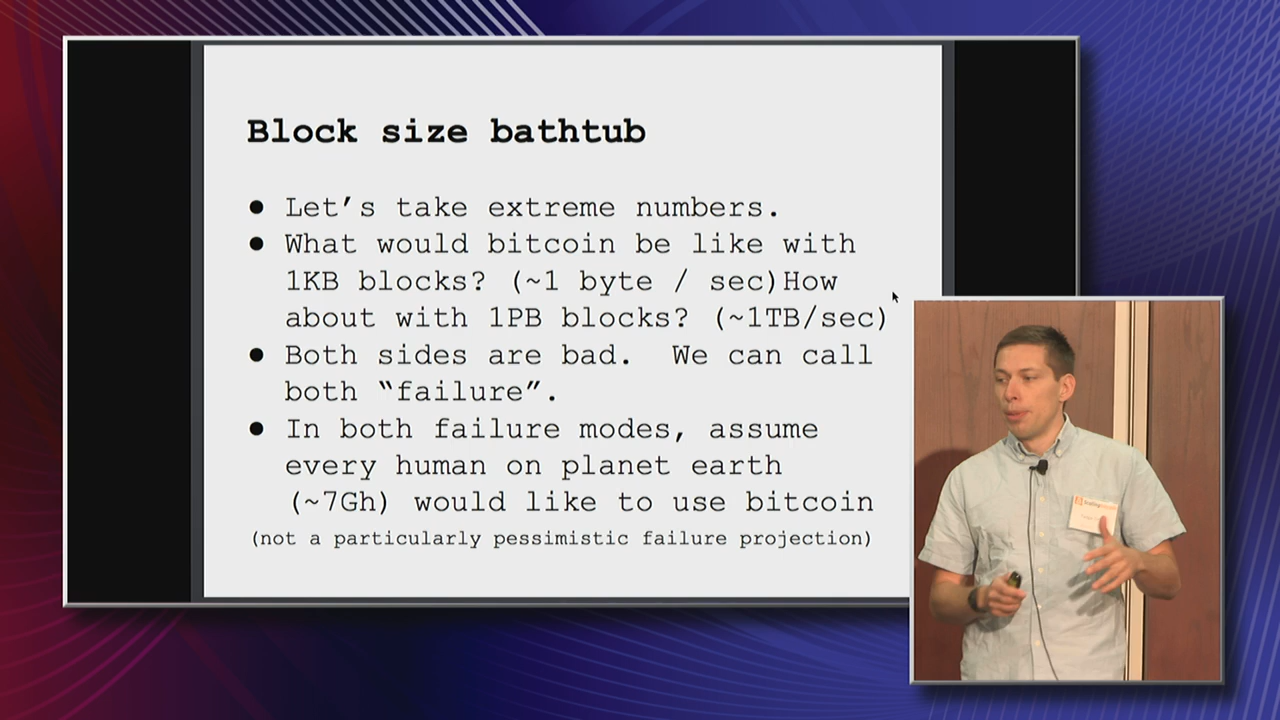 Block size bathtub
● Let’s take extreme numbers.
● What would bitcoin be like with
1KB blocks? (~1 byte / sec)How
about with 1PB blocks? (~1TB/sec)
● Both sides are bad.  We can call
both “failure”.
● In both failure modes, assume
every human on planet earth
(~7Gh) would like to use bitcoin
(not a particularly pessimistic failure projection)